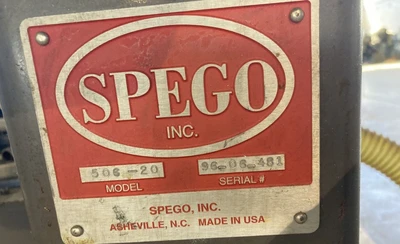 SPEGO
INC.
506-20 96-06-481
MODEL SERIAL #
SPEGO, INC.
ASHEVILLE, N.C. MADE IN USA